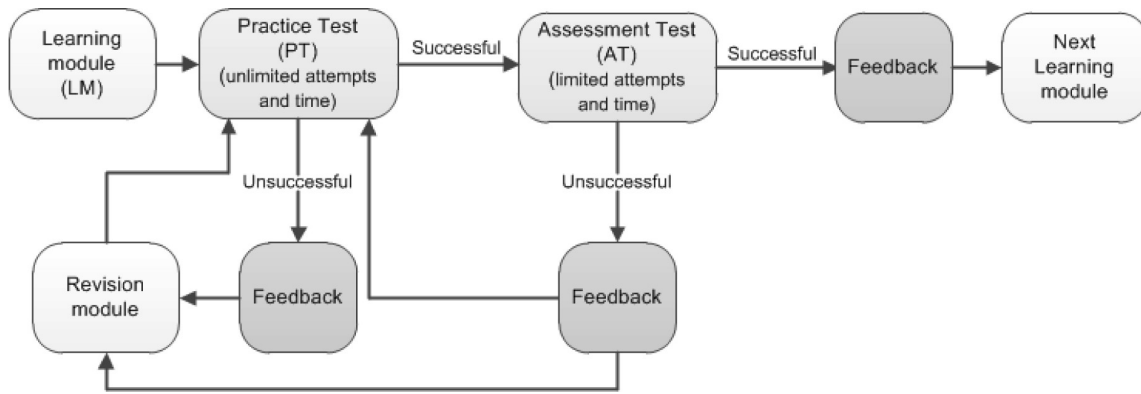 Learning
module
(LM)
Practice Test
(PT)
(unlimited attempts
and time)
Successful
Assessment Test
(AT)
(limited attempts
and time)
Successful
Feedback
Next
Learning
module
Unsuccessful
Unsuccessful
Revision
module
Feedback
Feedback